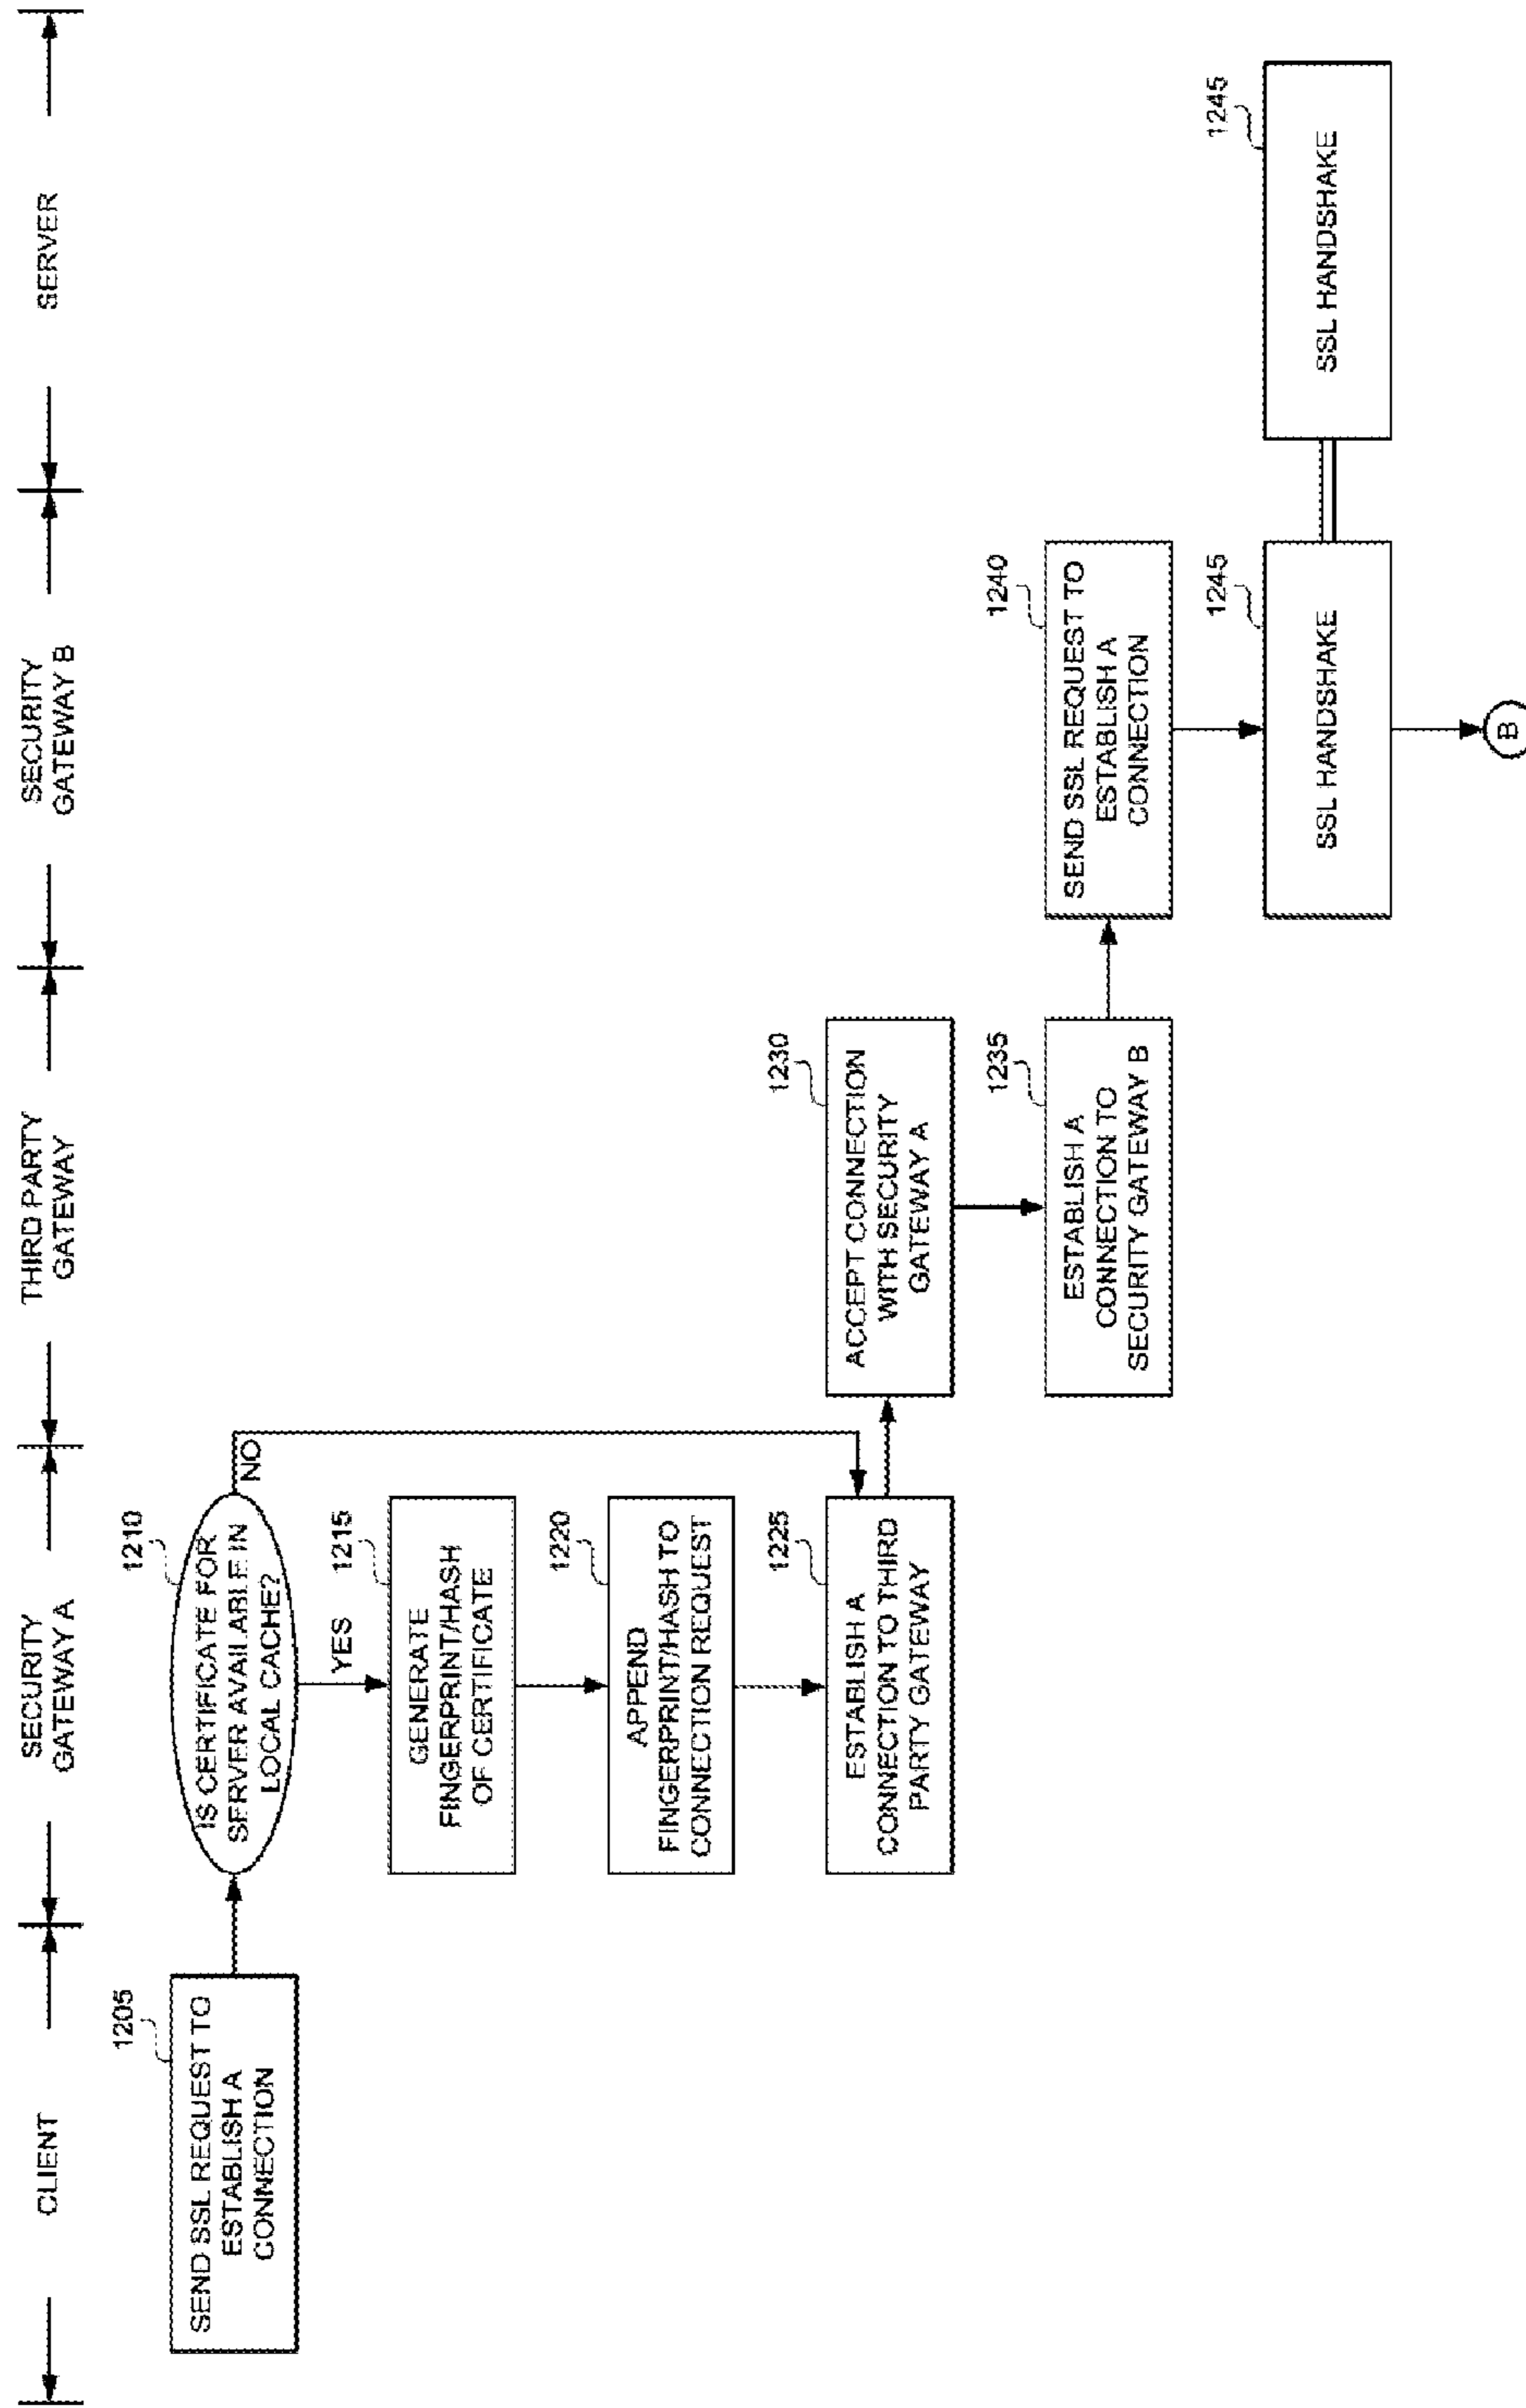 CLIENT
SECURITY
GATEWAY A
THIRD PARTY
GATEWAY
SECURITY
GATEWAY B
SERVER
1205
SEND SSL REQUEST TO
ESTABLISH A
CONNECTION
1210
IS CERTIFICATE FOR
SERVER AVAILABLE IN
LOCAL CACHE?
NO
YES
1215
GENERATE
FINGERPRINT/HASH
OF CERTIFICATE
1220
APPEND
FINGERPRINT/HASH TO
CONNECTION REQUEST
1225
ESTABLISH A
CONNECTION TO THIRD
PARTY GATEWAY
1230
ACCEPT CONNECTION
WITH SECURITY
GATEWAY A
1235
ESTABLISH A
CONNECTION TO
SECURITY GATEWAY B
1240
SEND SSL REQUEST TO
ESTABLISH A
CONNECTION
1245
SSL HANDSHAKE
1245
SSL HANDSHAKE
B